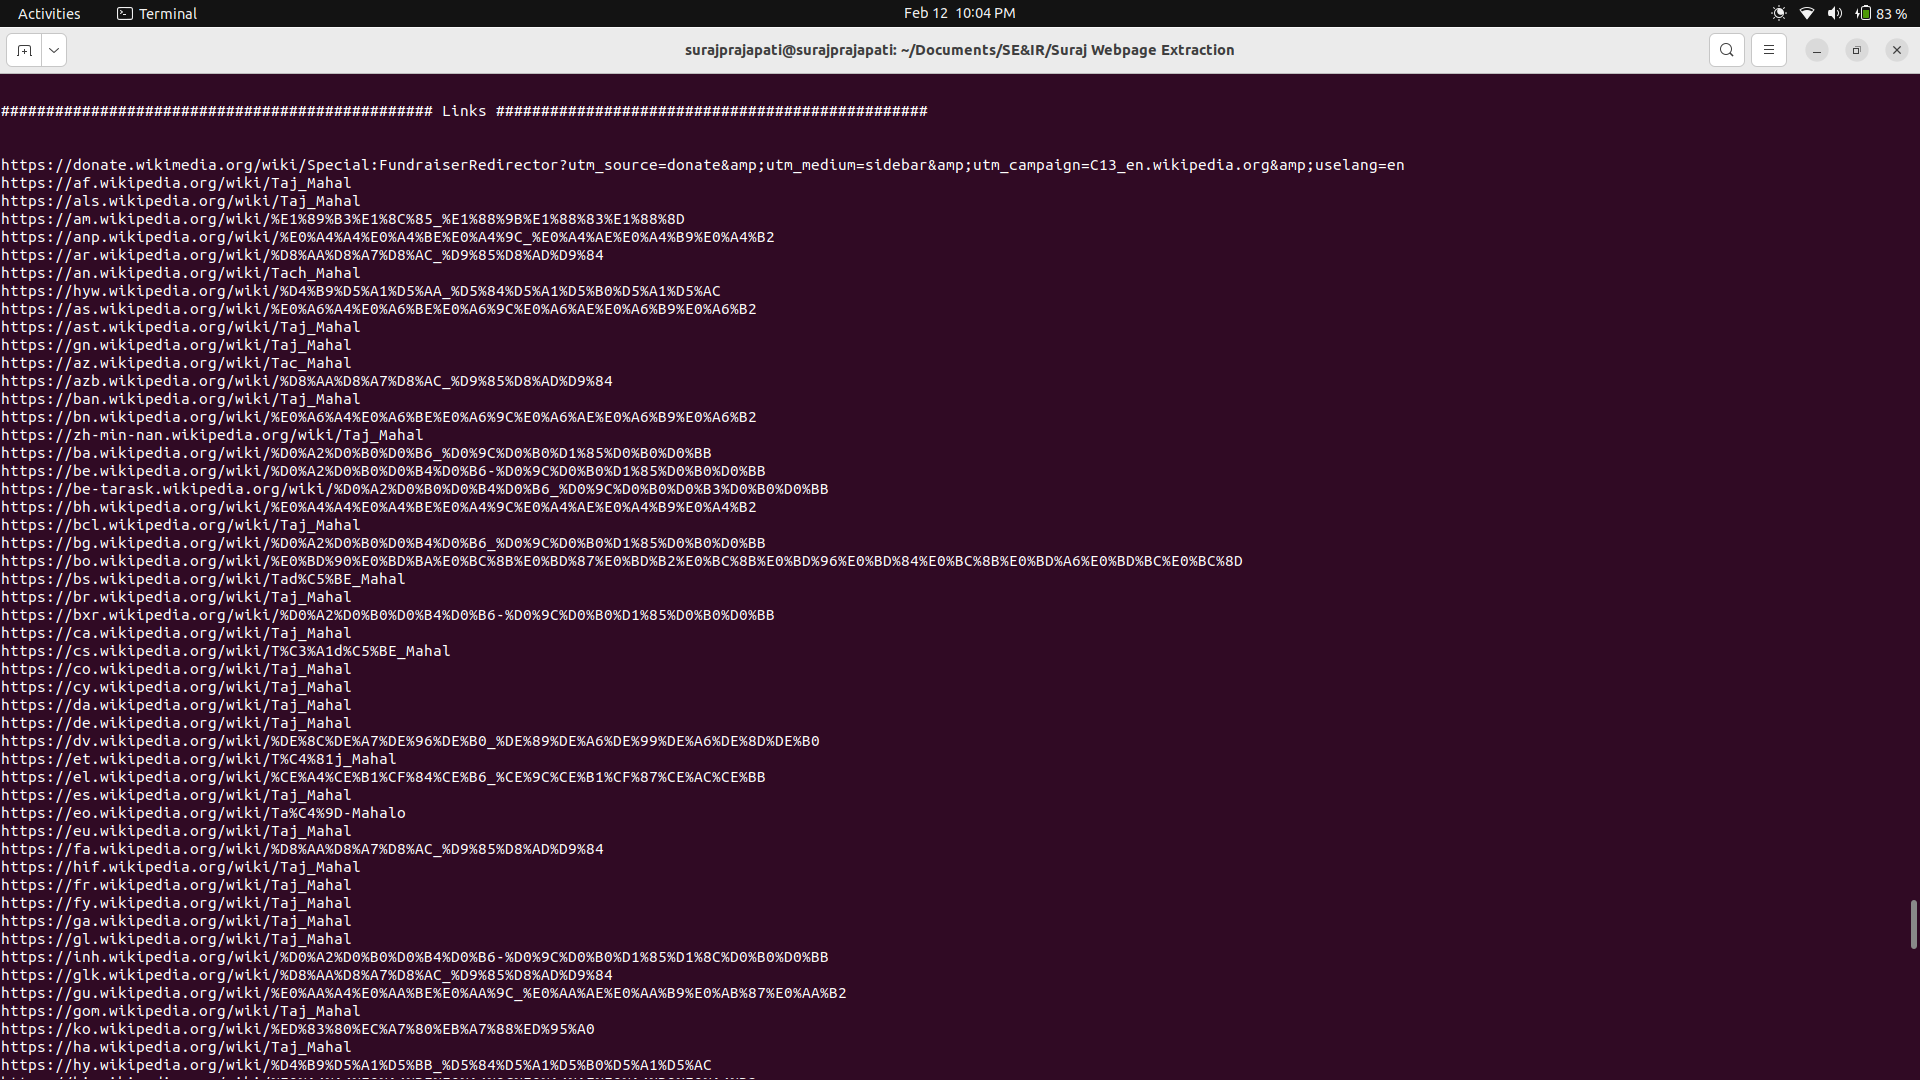 Activities Terminal Feb 12 10:04 PM 83 %
surajprajapati@surajprajapati: ~/Documents/SE&IR/Suraj Webpage Extraction
################################################ Links ################################################
https://donate.wikimedia.org/wiki/Special:FundraiserRedirector?utm_source=donate&amp;utm_medium=sidebar&amp;utm_campaign=C13_en.wikipedia.org&amp;uselang=en
https://af.wikipedia.org/wiki/Taj_Mahal
https://als.wikipedia.org/wiki/Taj_Mahal
https://am.wikipedia.org/wiki/%E1%89%B3%E1%8C%85_%E1%88%9B%E1%88%83%E1%88%8D
https://anp.wikipedia.org/wiki/%E0%A4%A4%E0%A4%BE%E0%A4%9C_%E0%A4%AE%E0%A4%B9%E0%A4%B2
https://ar.wikipedia.org/wiki/%D8%AA%D8%A7%D8%AC_%D9%85%D8%AD%D9%84
https://an.wikipedia.org/wiki/Tach_Mahal
https://hyw.wikipedia.org/wiki/%D4%B9%D5%A1%D5%AA_%D5%84%D5%A1%D5%B0%D5%A1%D5%AC
https://as.wikipedia.org/wiki/%E0%A6%A4%E0%A6%BE%E0%A6%9C%E0%A6%AE%E0%A6%B9%E0%A6%B2
https://ast.wikipedia.org/wiki/Taj_Mahal
https://gn.wikipedia.org/wiki/Taj_Mahal
https://az.wikipedia.org/wiki/Tac_Mahal
https://azb.wikipedia.org/wiki/%D8%AA%D8%A7%D8%AC_%D9%85%D8%AD%D9%84
https://ban.wikipedia.org/wiki/Taj_Mahal
https://bn.wikipedia.org/wiki/%E0%A6%A4%E0%A6%BE%E0%A6%9C%E0%A6%AE%E0%A6%B9%E0%A6%B2
https://zh-min-nan.wikipedia.org/wiki/Taj_Mahal
https://ba.wikipedia.org/wiki/%D0%A2%D0%B0%D0%B6_%D0%9C%D0%B0%D1%85%D0%B0%D0%BB
https://be.wikipedia.org/wiki/%D0%A2%D0%B0%D0%B4%D0%B6-%D0%9C%D0%B0%D1%85%D0%B0%D0%BB
https://be-tarask.wikipedia.org/wiki/%D0%A2%D0%B0%D0%B4%D0%B6_%D0%9C%D0%B0%D0%B3%D0%B0%D0%BB
https://bh.wikipedia.org/wiki/%E0%A4%A4%E0%A4%BE%E0%A4%9C%E0%A4%AE%E0%A4%B9%E0%A4%B2
https://bcl.wikipedia.org/wiki/Taj_Mahal
https://bg.wikipedia.org/wiki/%D0%A2%D0%B0%D0%B4%D0%B6_%D0%9C%D0%B0%D1%85%D0%B0%D0%BB
https://bo.wikipedia.org/wiki/%E0%BD%90%E0%BD%BA%E0%BC%8B%E0%BD%87%E0%BD%B2%E0%BC%8B%E0%BD%96%E0%BD%84%E0%BC%8B%E0%BD%A6%E0%BD%BC%E0%BC%8D
https://bs.wikipedia.org/wiki/Tad%C5%BE_Mahal
https://br.wikipedia.org/wiki/Taj_Mahal
https://bxr.wikipedia.org/wiki/%D0%A2%D0%B0%D0%B4%D0%B6-%D0%9C%D0%B0%D1%85%D0%B0%D0%BB
https://ca.wikipedia.org/wiki/Taj_Mahal
https://cs.wikipedia.org/wiki/T%C3%A1d%C5%BE_Mahal
https://co.wikipedia.org/wiki/Taj_Mahal
https://cy.wikipedia.org/wiki/Taj_Mahal
https://da.wikipedia.org/wiki/Taj_Mahal
https://de.wikipedia.org/wiki/Taj_Mahal
https://dv.wikipedia.org/wiki/%DE%8C%DE%A7%DE%96%DE%B0_%DE%89%DE%A6%DE%99%DE%A6%DE%8D%DE%B0
https://et.wikipedia.org/wiki/T%C4%81j_Mahal
https://el.wikipedia.org/wiki/%CE%A4%CE%B1%CF%84%CE%B6_%CE%9C%CE%B1%CF%87%CE%AC%CE%BB
https://es.wikipedia.org/wiki/Taj_Mahal
https://eo.wikipedia.org/wiki/Ta%C4%9D-Mahalo
https://eu.wikipedia.org/wiki/Taj_Mahal
https://fa.wikipedia.org/wiki/%D8%AA%D8%A7%D8%AC_%D9%85%D8%AD%D9%84
https://hif.wikipedia.org/wiki/Taj_Mahal
https://fr.wikipedia.org/wiki/Taj_Mahal
https://fy.wikipedia.org/wiki/Taj_Mahal
https://ga.wikipedia.org/wiki/Taj_Mahal
https://gl.wikipedia.org/wiki/Taj_Mahal
https://inh.wikipedia.org/wiki/%D0%A2%D0%B0%D0%B4%D0%B6-%D0%9C%D0%B0%D1%85%D1%8C%D0%B0%D0%BB
https://glk.wikipedia.org/wiki/%D8%AA%D8%A7%D8%AC_%D9%85%D8%AD%D9%84
https://gu.wikipedia.org/wiki/%E0%AA%A4%E0%AA%BE%E0%AA%9C_%E0%AA%AE%E0%AA%B9%E0%AB%87%E0%AA%B2
https://gom.wikipedia.org/wiki/Taj_Mahal
https://ko.wikipedia.org/wiki/%ED%83%80%EC%A7%80%EB%A7%88%ED%95%A0
https://ha.wikipedia.org/wiki/Taj_Mahal
https://hy.wikipedia.org/wiki/%D4%B9%D5%A1%D5%BB_%D5%84%D5%A1%D5%B0%D5%A1%D5%AC